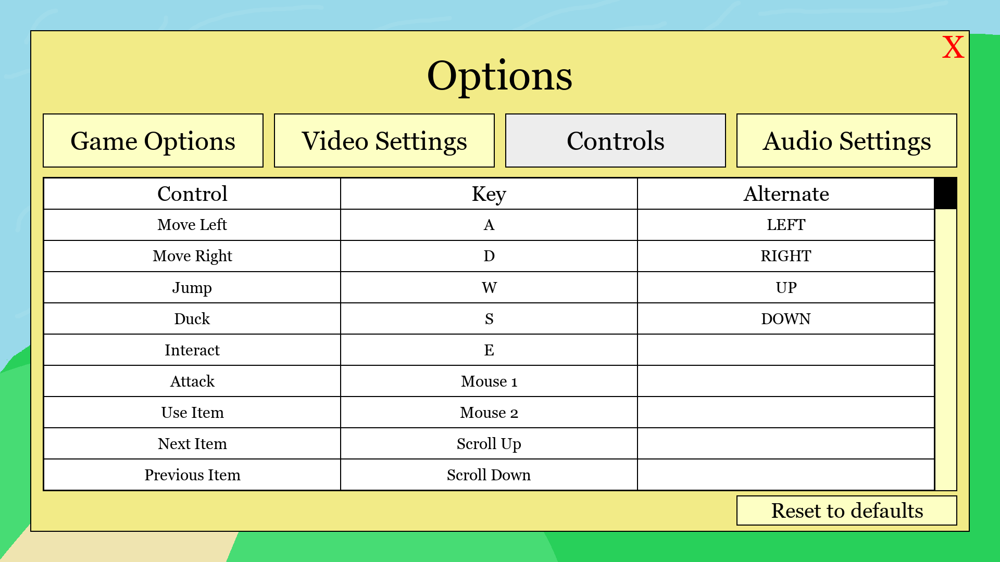 X
Options
Game Options Video Settings Controls Audio Settings
Control Key Alternate
Move Left A LEFT
Move Right D RIGHT
Jump W UP
Duck S DOWN
Interact E
Attack Mouse 1
Use Item Mouse 2
Next Item Scroll Up
Previous Item Scroll Down
Reset to defaults